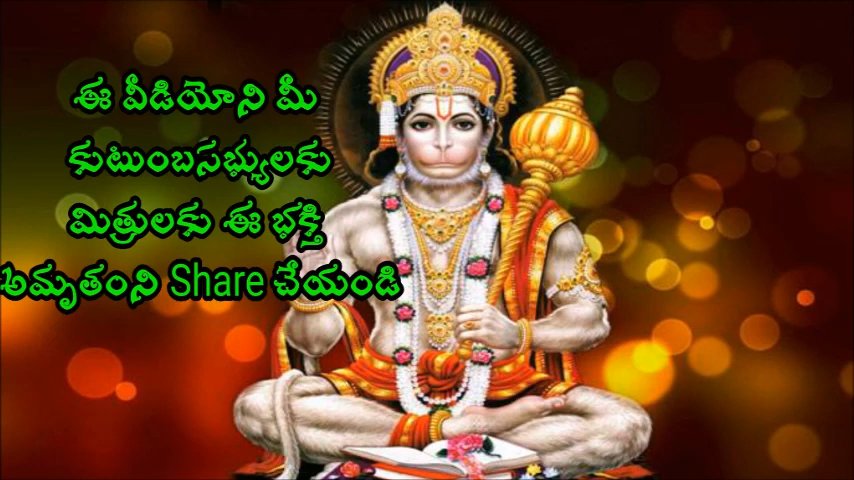 ఈ వీడియోని మీ
కుటుంబసభ్యులకు
మిత్రులకు ఈ భక్తి
అమృతంని Share చేయండి